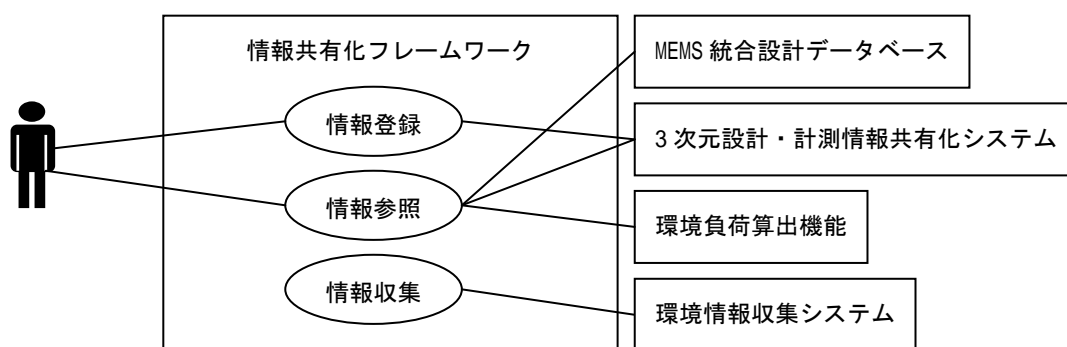 情報共有化フレームワーク
情報登録
情報参照
情報収集
MEMS 統合設計データベース
3 次元設計・計測情報共有化システム
環境負荷算出機能
環境情報収集システム